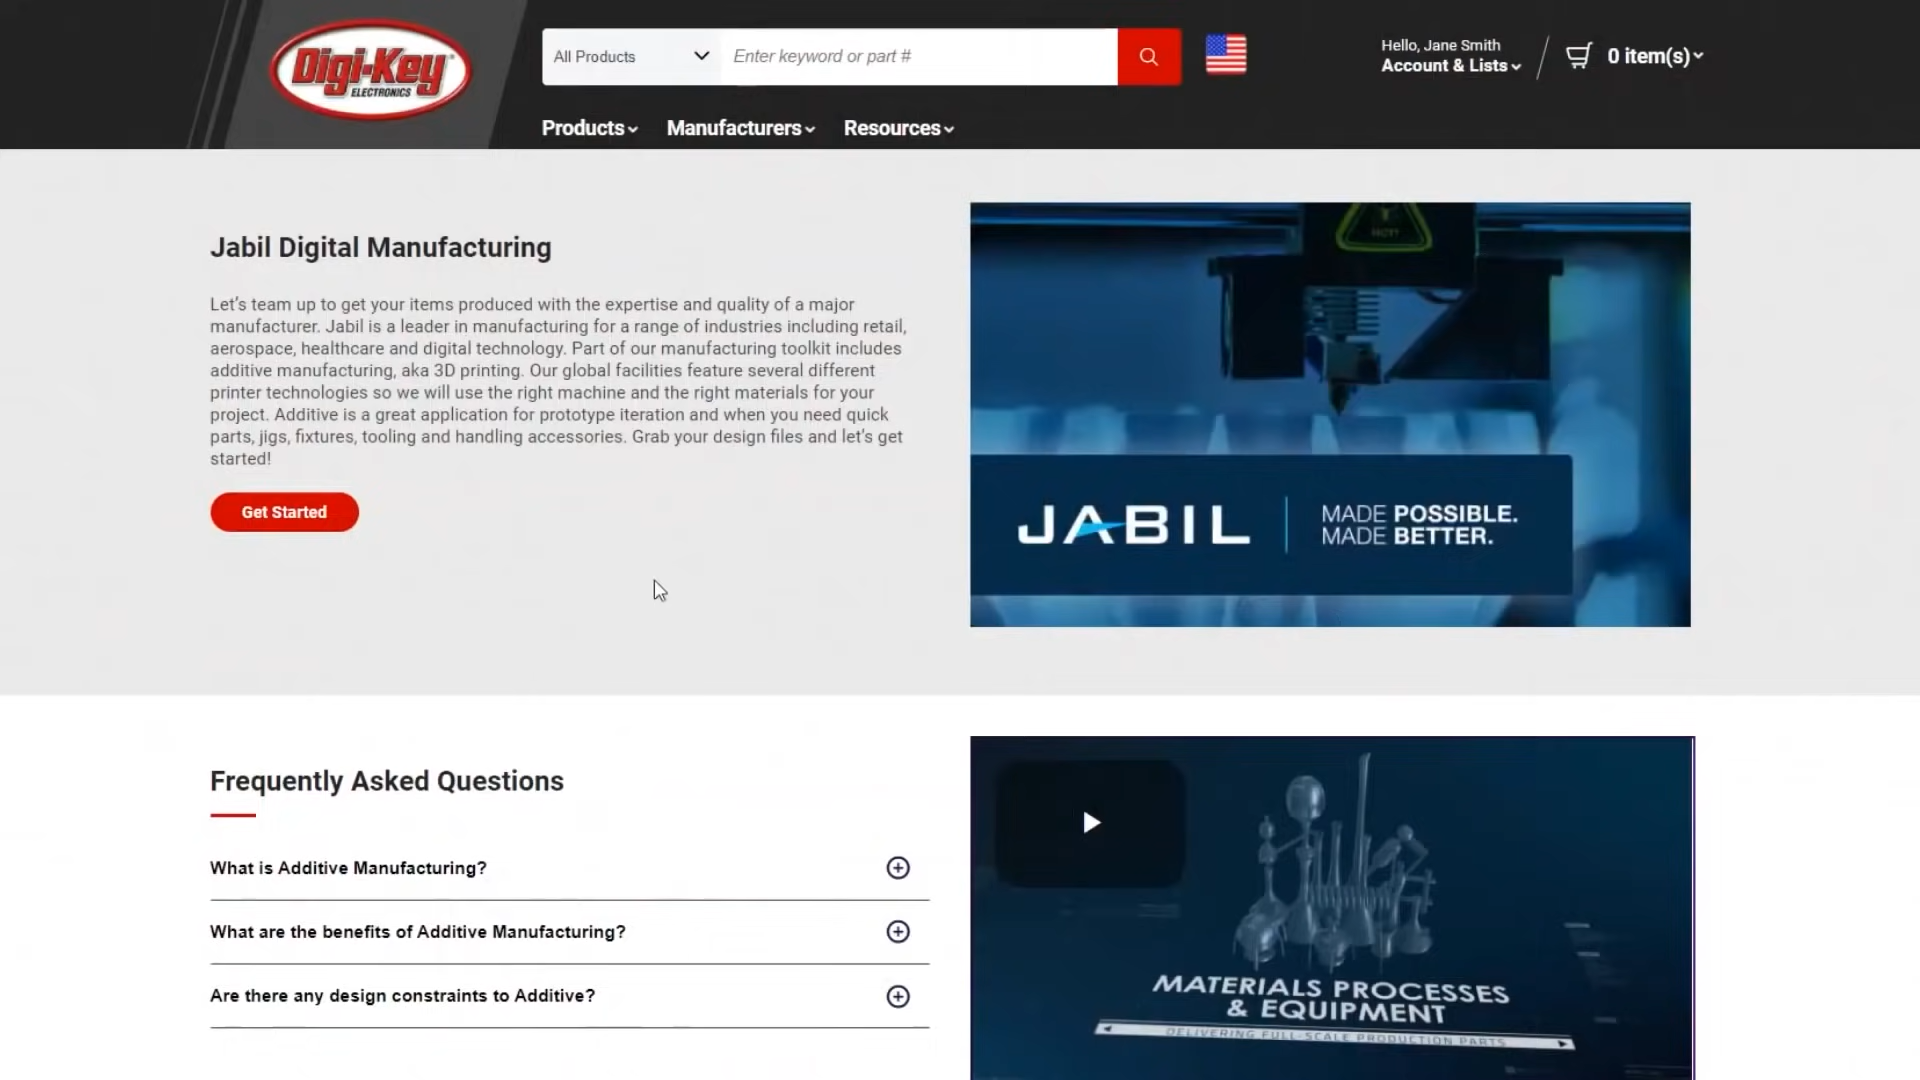 Digi-Key
ELECTRONICS
All Products
Enter keyword or part #
Hello, Jane Smith
Account & Lists
0 item(s)
Products
Manufacturers
Resources
Jabil Digital Manufacturing
Let's team up to get your items produced with the expertise and quality of a major
manufacturer. Jabil is a leader in manufacturing for a range of industries including retail,
aerospace, healthcare and digital technology. Part of our manufacturing toolkit includes
additive manufacturing, aka 3D printing. Our global facilities feature several different
printer technologies so we will use the right machine and the right materials for your
project. Additive is a great application for prototype iteration and when you need quick
parts, jigs, fixtures, tooling and handling accessories. Grab your design files and let's get
started!
Get Started
HOT!
JABIL
MADE POSSIBLE.
MADE BETTER.
Frequently Asked Questions
What is Additive Manufacturing?
What are the benefits of Additive Manufacturing?
Are there any design constraints to Additive?
MATERIALS PROCESSES
& EQUIPMENT
DELIVERING FULL-SCALE PRODUCTION PARTS